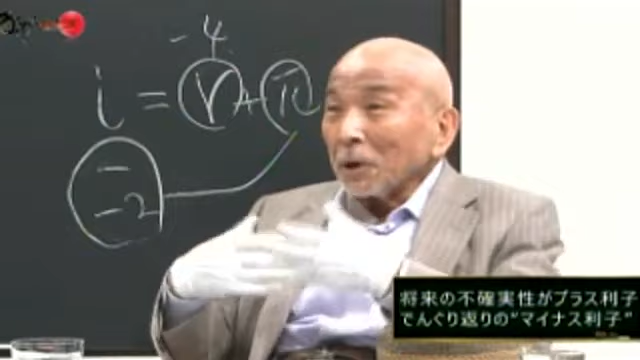 -4
i = r + π
-
-2
将来の不確実性がプラス利子
でんぐり返りの"マイナス利子"